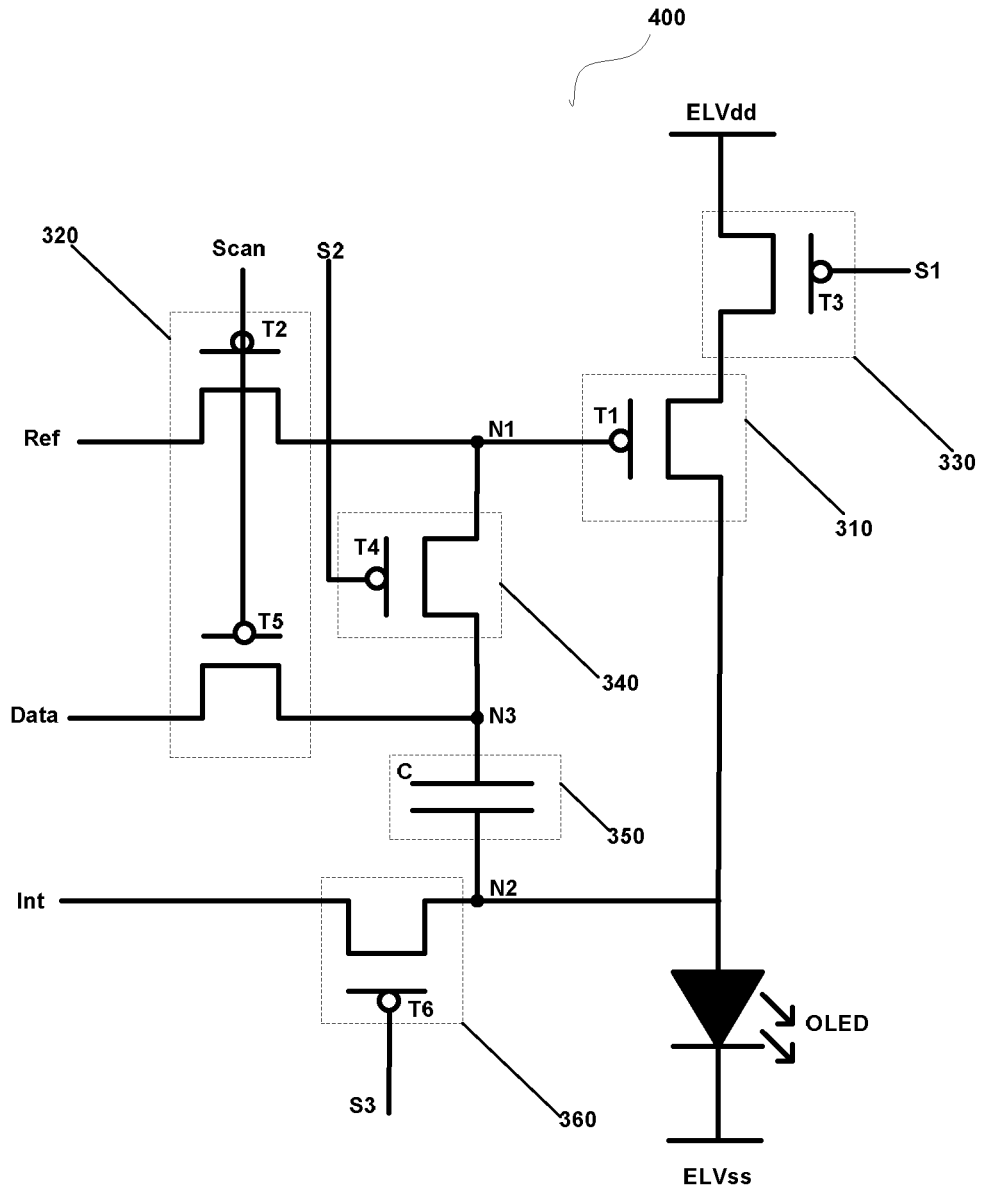 400
ELVdd
320
Scan
S2
S1
T2
T3
T1
Ref
N1
330
310
T4
T5
340
Data
N3
C
350
N2
Int
T6
OLED
S3
360
ELVss